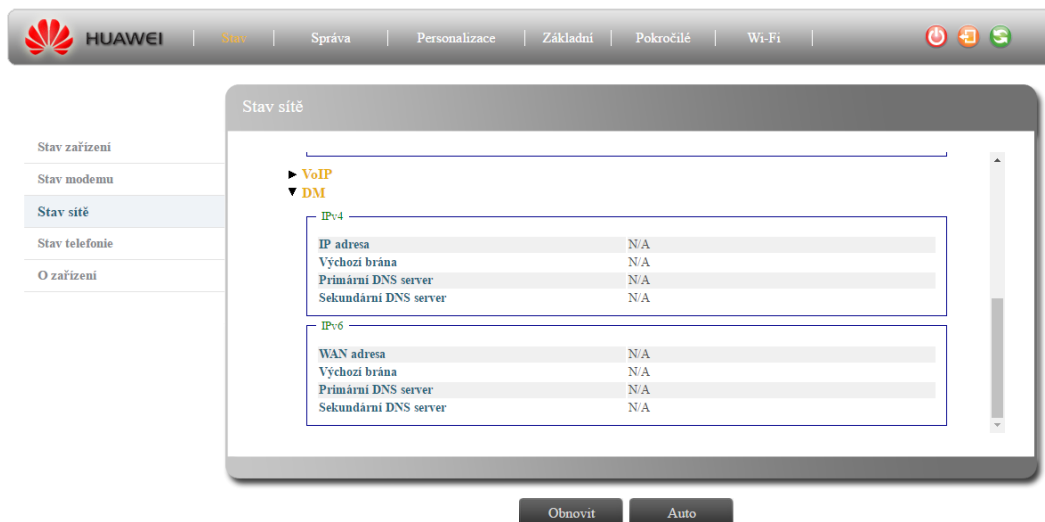 HUAWEI | Stav | Správa | Personalizace | Základní | Pokročilé | Wi-Fi |
Stav sítě
Stav zařízení
Stav modemu
Stav sítě
Stav telefonie
O zařízení
VoIP
DM
IPv4
IP adresa N/A
Výchozí brána N/A
Primární DNS server N/A
Sekundární DNS server N/A
IPv6
WAN adresa N/A
Výchozí brána N/A
Primární DNS server N/A
Sekundární DNS server N/A
Obnovit Auto